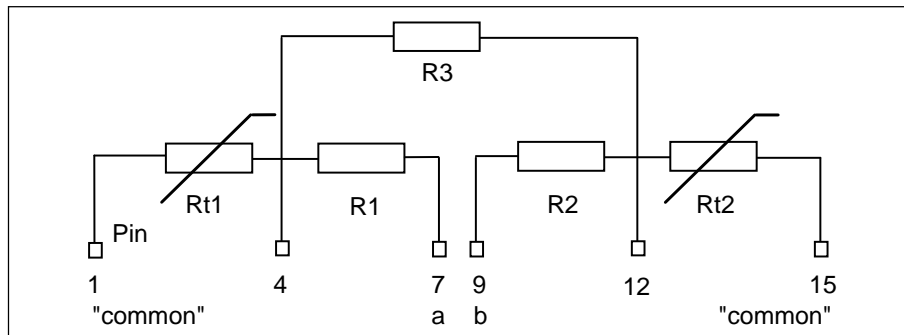 R3
Rt1 R1 R2 Rt2
Pin
1 4 7 9 12 15
"common" a b "common"